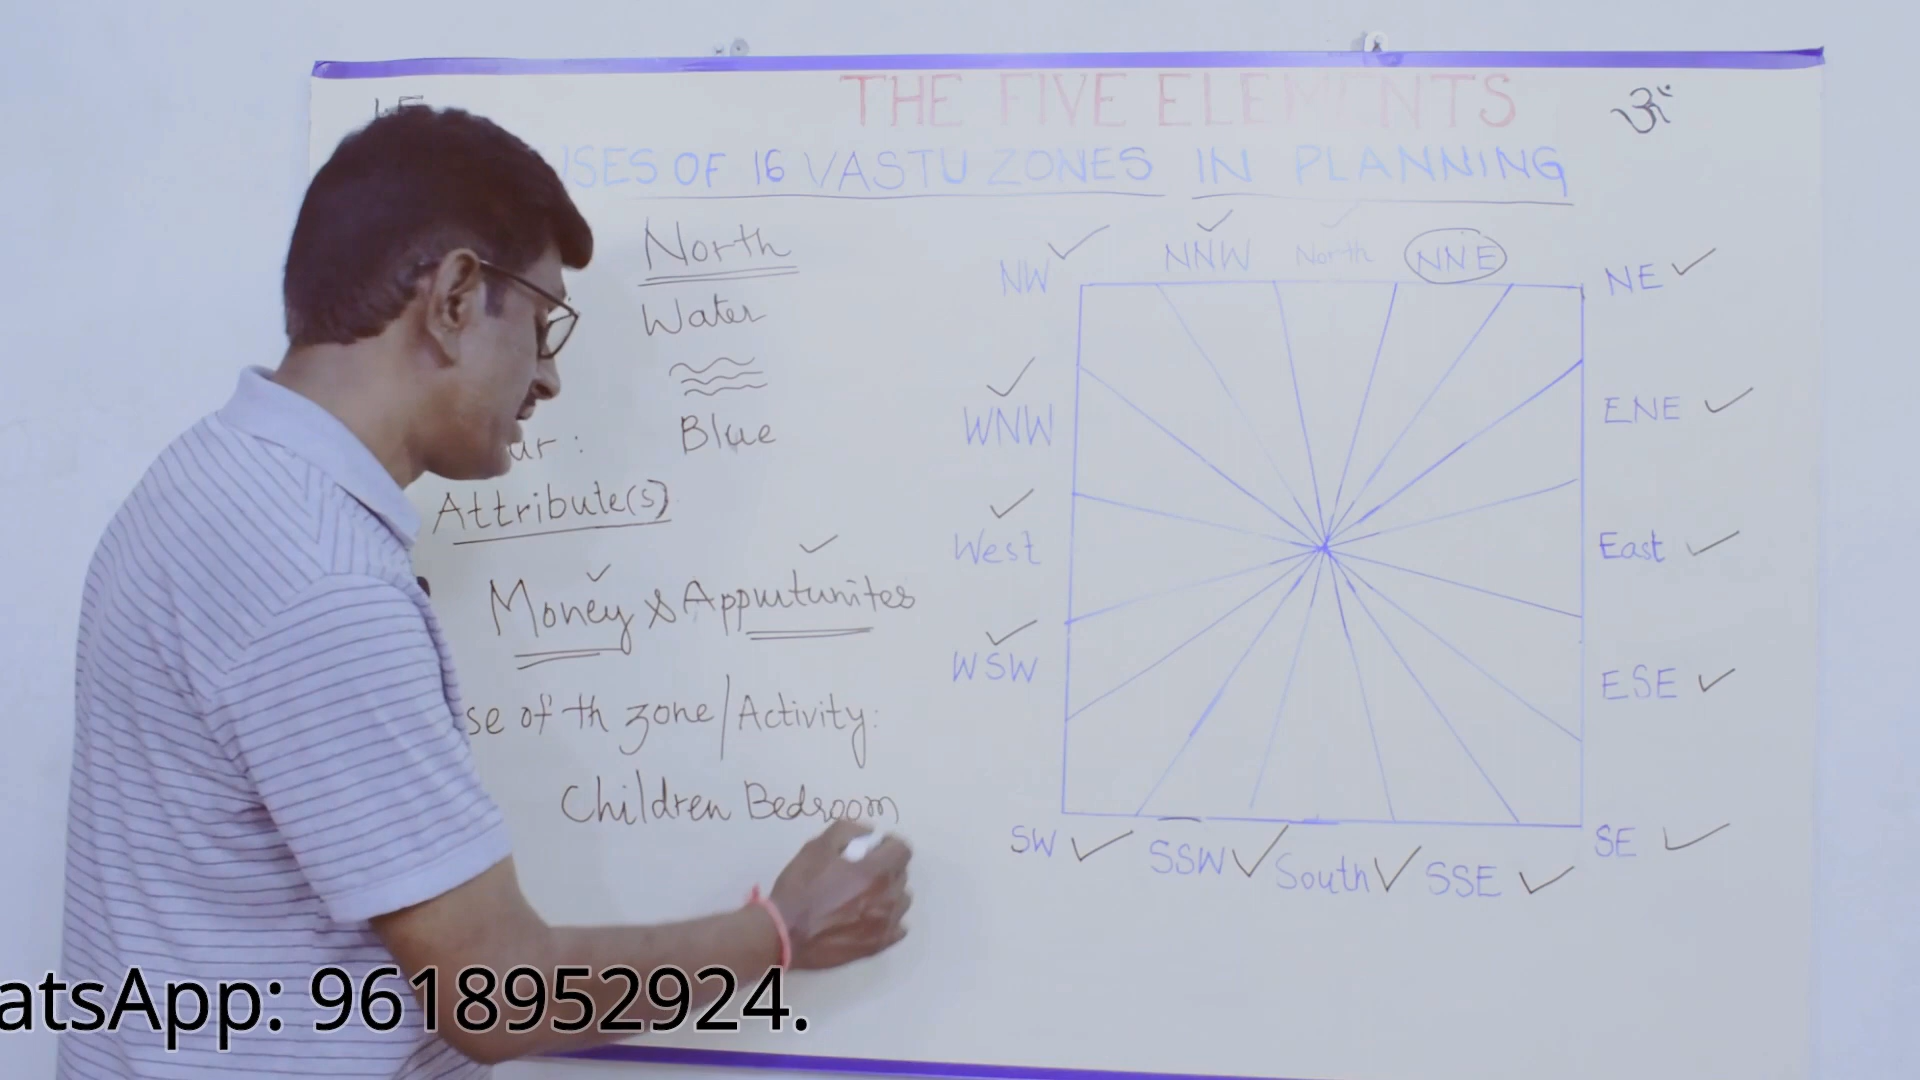 THE FIVE ELEMENTS
ॐ
USES OF 16 VASTU ZONES IN PLANNING
North
Water
Blue
ur :
Attribute(s)
Money & Appurtunites
se of th zone/Activity:
Children Bedroom
NW NNW North NNE NE
WNW ENE
West East
WSW ESE
SW SSW South SSE SE
atsApp: 9618952924.